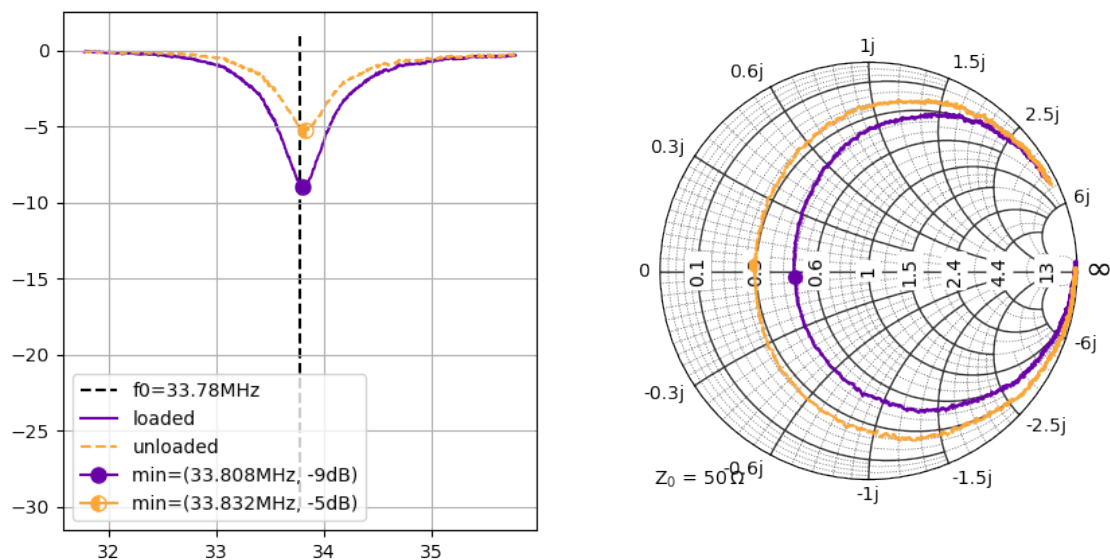 0
−5
−10
−15
−20
−25
−30
32
33
34
35
f0=33.78MHz
loaded
unloaded
min=(33.808MHz, -9dB)
min=(33.832MHz, -5dB)
1j
0.6j
1.5j
0.3j
2.5j
6j
0
0.1
0.6
1
1.5
2.4
4.4
13
∞
-6j
-0.3j
-2.5j
-0.6j
-1.5j
-1j
Z₀ = 50 Ω